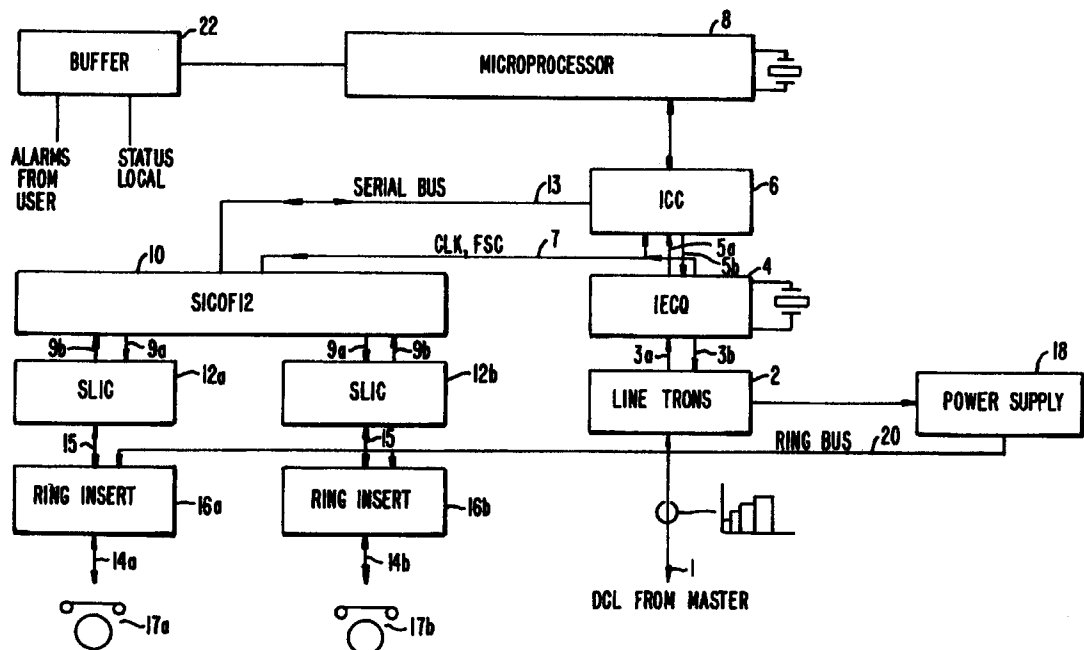 22
BUFFER
8
MICROPROCESSOR
ALARMS
FROM
USER
STATUS
LOCAL
SERIAL BUS
13
ICC
6
10
CLK, FSC
7
5a
5b
4
SICOFI2
IECQ
9b
9a
9a
9b
3a
3b
12a
SLIC
12b
SLIC
2
LINE TRONS
18
POWER SUPPLY
15
15
RING BUS
20
RING INSERT
16a
RING INSERT
16b
14a
14b
1
DCL FROM MASTER
17a
17b